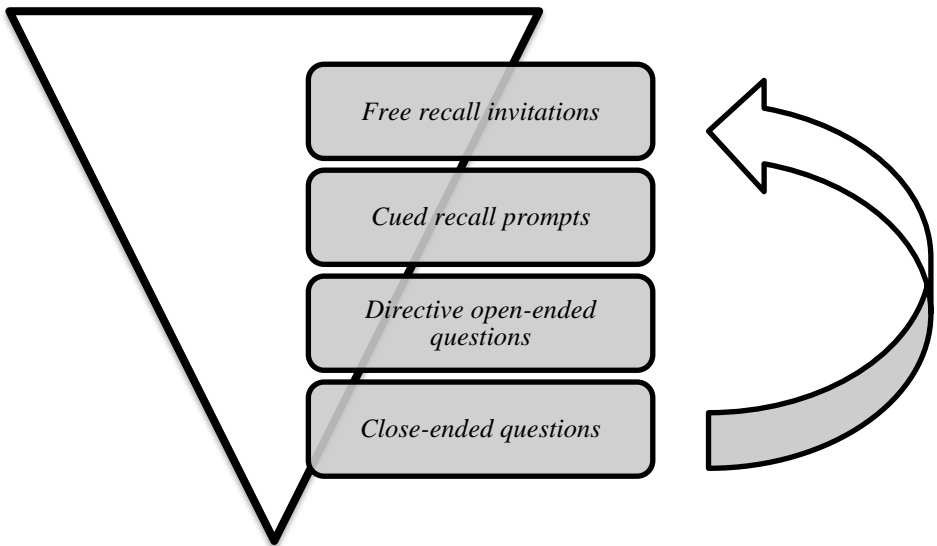 Free recall invitations
Cued recall prompts
Directive open-ended
questions
Close-ended questions